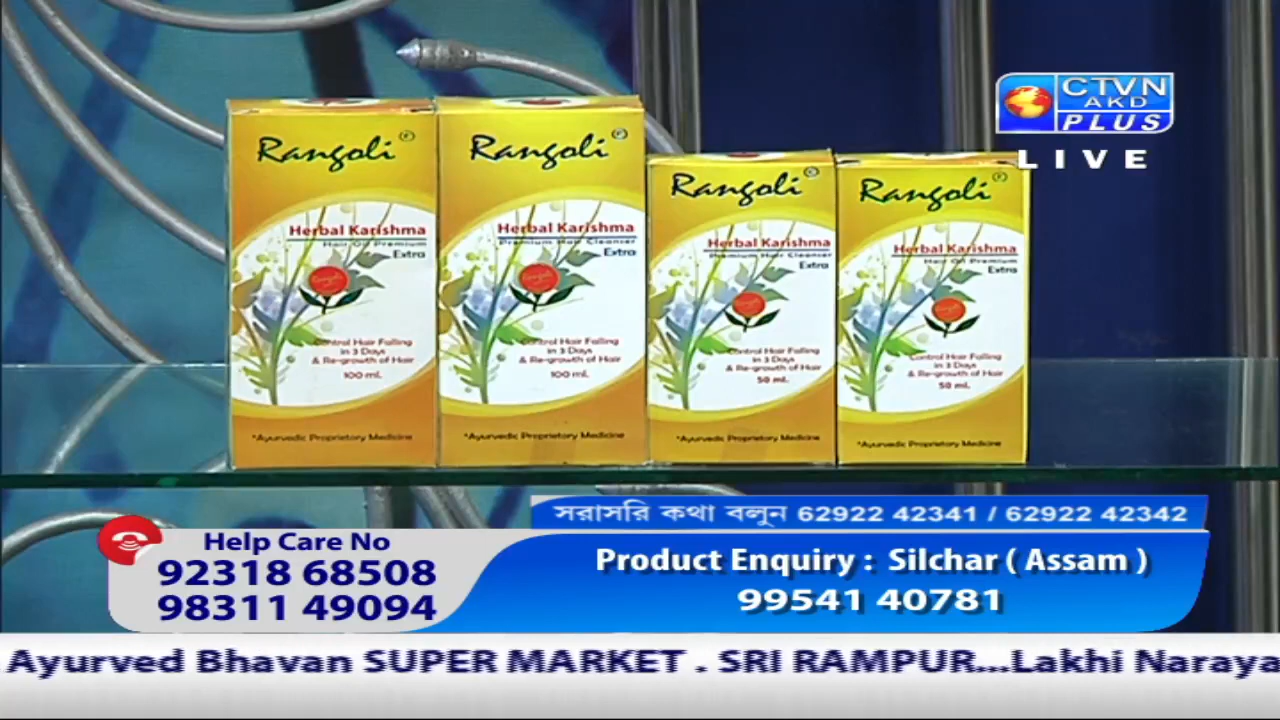 CTVN
AKD
PLUS
LIVE
Rangoli
Herbal Karishma
Hair Oil Premium
Extra
Control Hair Falling
in 3 Days
& Re-growth of Hair
100 ml.
*Ayurvedic Proprietary Medicine
Rangoli
Herbal Karishma
Premium Hair Cleanser
Extra
Rangoli
Control Hair Falling
in 3 Days
& Re-growth of Hair
100 ml.
*Ayurvedic Proprietary Medicine
Rangoli
Herbal Karishma
Premium Hair Cleanser
Extra
Control Hair Falling
in 3 Days
& Re-growth of Hair
50 ml.
*Ayurvedic Proprietary Medicine
Rangoli
Herbal Karishma
Hair Oil Premium
Extra
Control Hair Falling
in 3 Days
& Re-growth of Hair
50 ml.
*Ayurvedic Proprietary Medicine
সরাসরি কথা বলুন 62922 42341 / 62922 42342
Help Care No
92318 68508
98311 49094
Product Enquiry : Silchar ( Assam )
99541 40781
Ayurved Bhavan SUPER MARKET . SRI RAMPUR...Lakhi Naraya